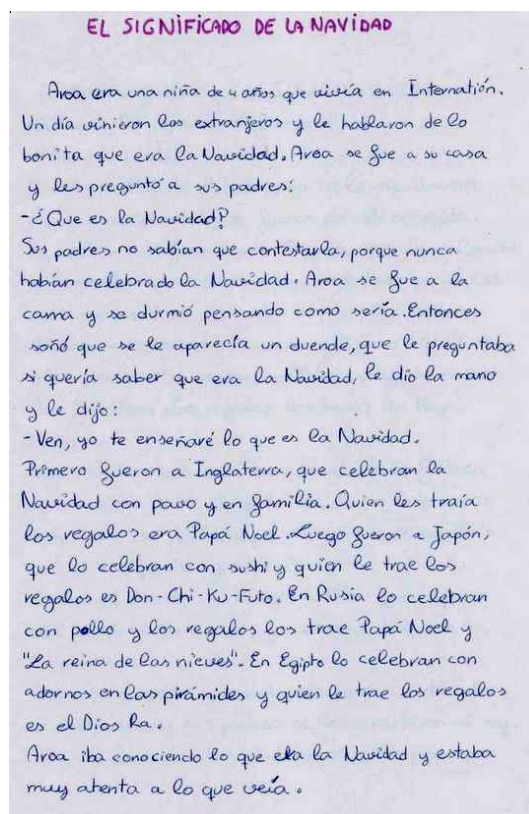 EL SIGNIFICADO DE LA NAVIDAD
Aroa era una niña de 4 años que vivía en Internatión.
Un día vinieron los extranjeros y le hablaron de lo
bonita que era la Navidad. Aroa se fue a su casa
y les preguntó a sus padres:
-¿Que es la Navidad?
Sus padres no sabían que contestarla, porque nunca
habían celebrado la Navidad. Aroa se fue a la
cama y se durmió pensando como sería. Entonces
soñó que se le aparecía un duende, que le preguntaba
si quería saber que era la Navidad, le dio la mano
y le dijo:
-Ven, yo te enseñaré lo que es la Navidad.
Primero fueron a Inglaterra, que celebran la
Navidad con pavo y en familia. Quien les traía
los regalos era Papá Noel. Luego fueron a Japón,
que lo celebran con sushi y quien le trae los
regalos es Don-Chi-Ku-Futo. En Rusia lo celebran
con pollo y los regalos los trae Papá Noel y
"La reina de las nieves". En Egipto lo celebran con
adornos en las pirámides y quien le trae los regalos
es el Dios Ra.
Aroa iba conociendo lo que era la Navidad y estaba
muy atenta a lo que veía.